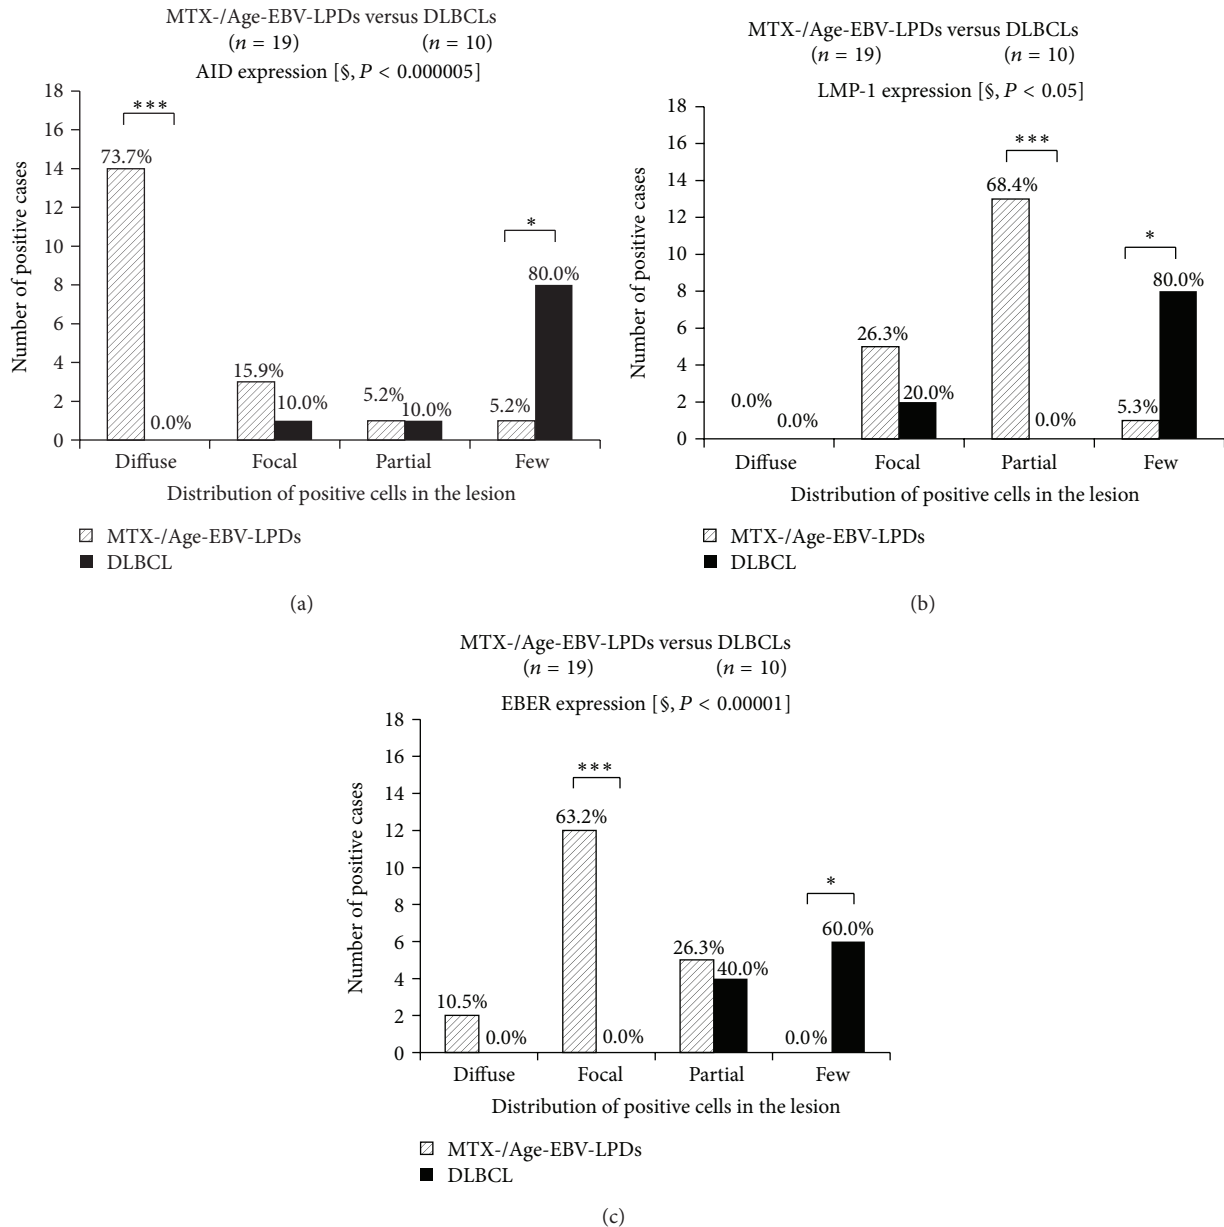 MTX-/Age-EBV-LPDs versus DLBCLs
(n = 19) (n = 10)
AID expression [§, P < 0.000005]
Number of positive cases
18
16
14
12
10
8
6
4
2
0
***
73.7%
0.0%
15.9%
10.0%
5.2%
10.0%
5.2%
*
80.0%
Diffuse Focal Partial Few
Distribution of positive cells in the lesion
MTX-/Age-EBV-LPDs
DLBCL
(a)
MTX-/Age-EBV-LPDs versus DLBCLs
(n = 19) (n = 10)
LMP-1 expression [§, P < 0.05]
Number of positive cases
18
16
14
12
10
8
6
4
2
0
0.0%
0.0%
26.3%
20.0%
***
68.4%
0.0%
5.3%
*
80.0%
Diffuse Focal Partial Few
Distribution of positive cells in the lesion
MTX-/Age-EBV-LPDs
DLBCL
(b)
MTX-/Age-EBV-LPDs versus DLBCLs
(n = 19) (n = 10)
EBER expression [§, P < 0.00001]
Number of positive cases
18
16
14
12
10
8
6
4
2
0
10.5%
0.0%
***
63.2%
0.0%
26.3%
40.0%
0.0%
*
60.0%
Diffuse Focal Partial Few
Distribution of positive cells in the lesion
MTX-/Age-EBV-LPDs
DLBCL
(c)